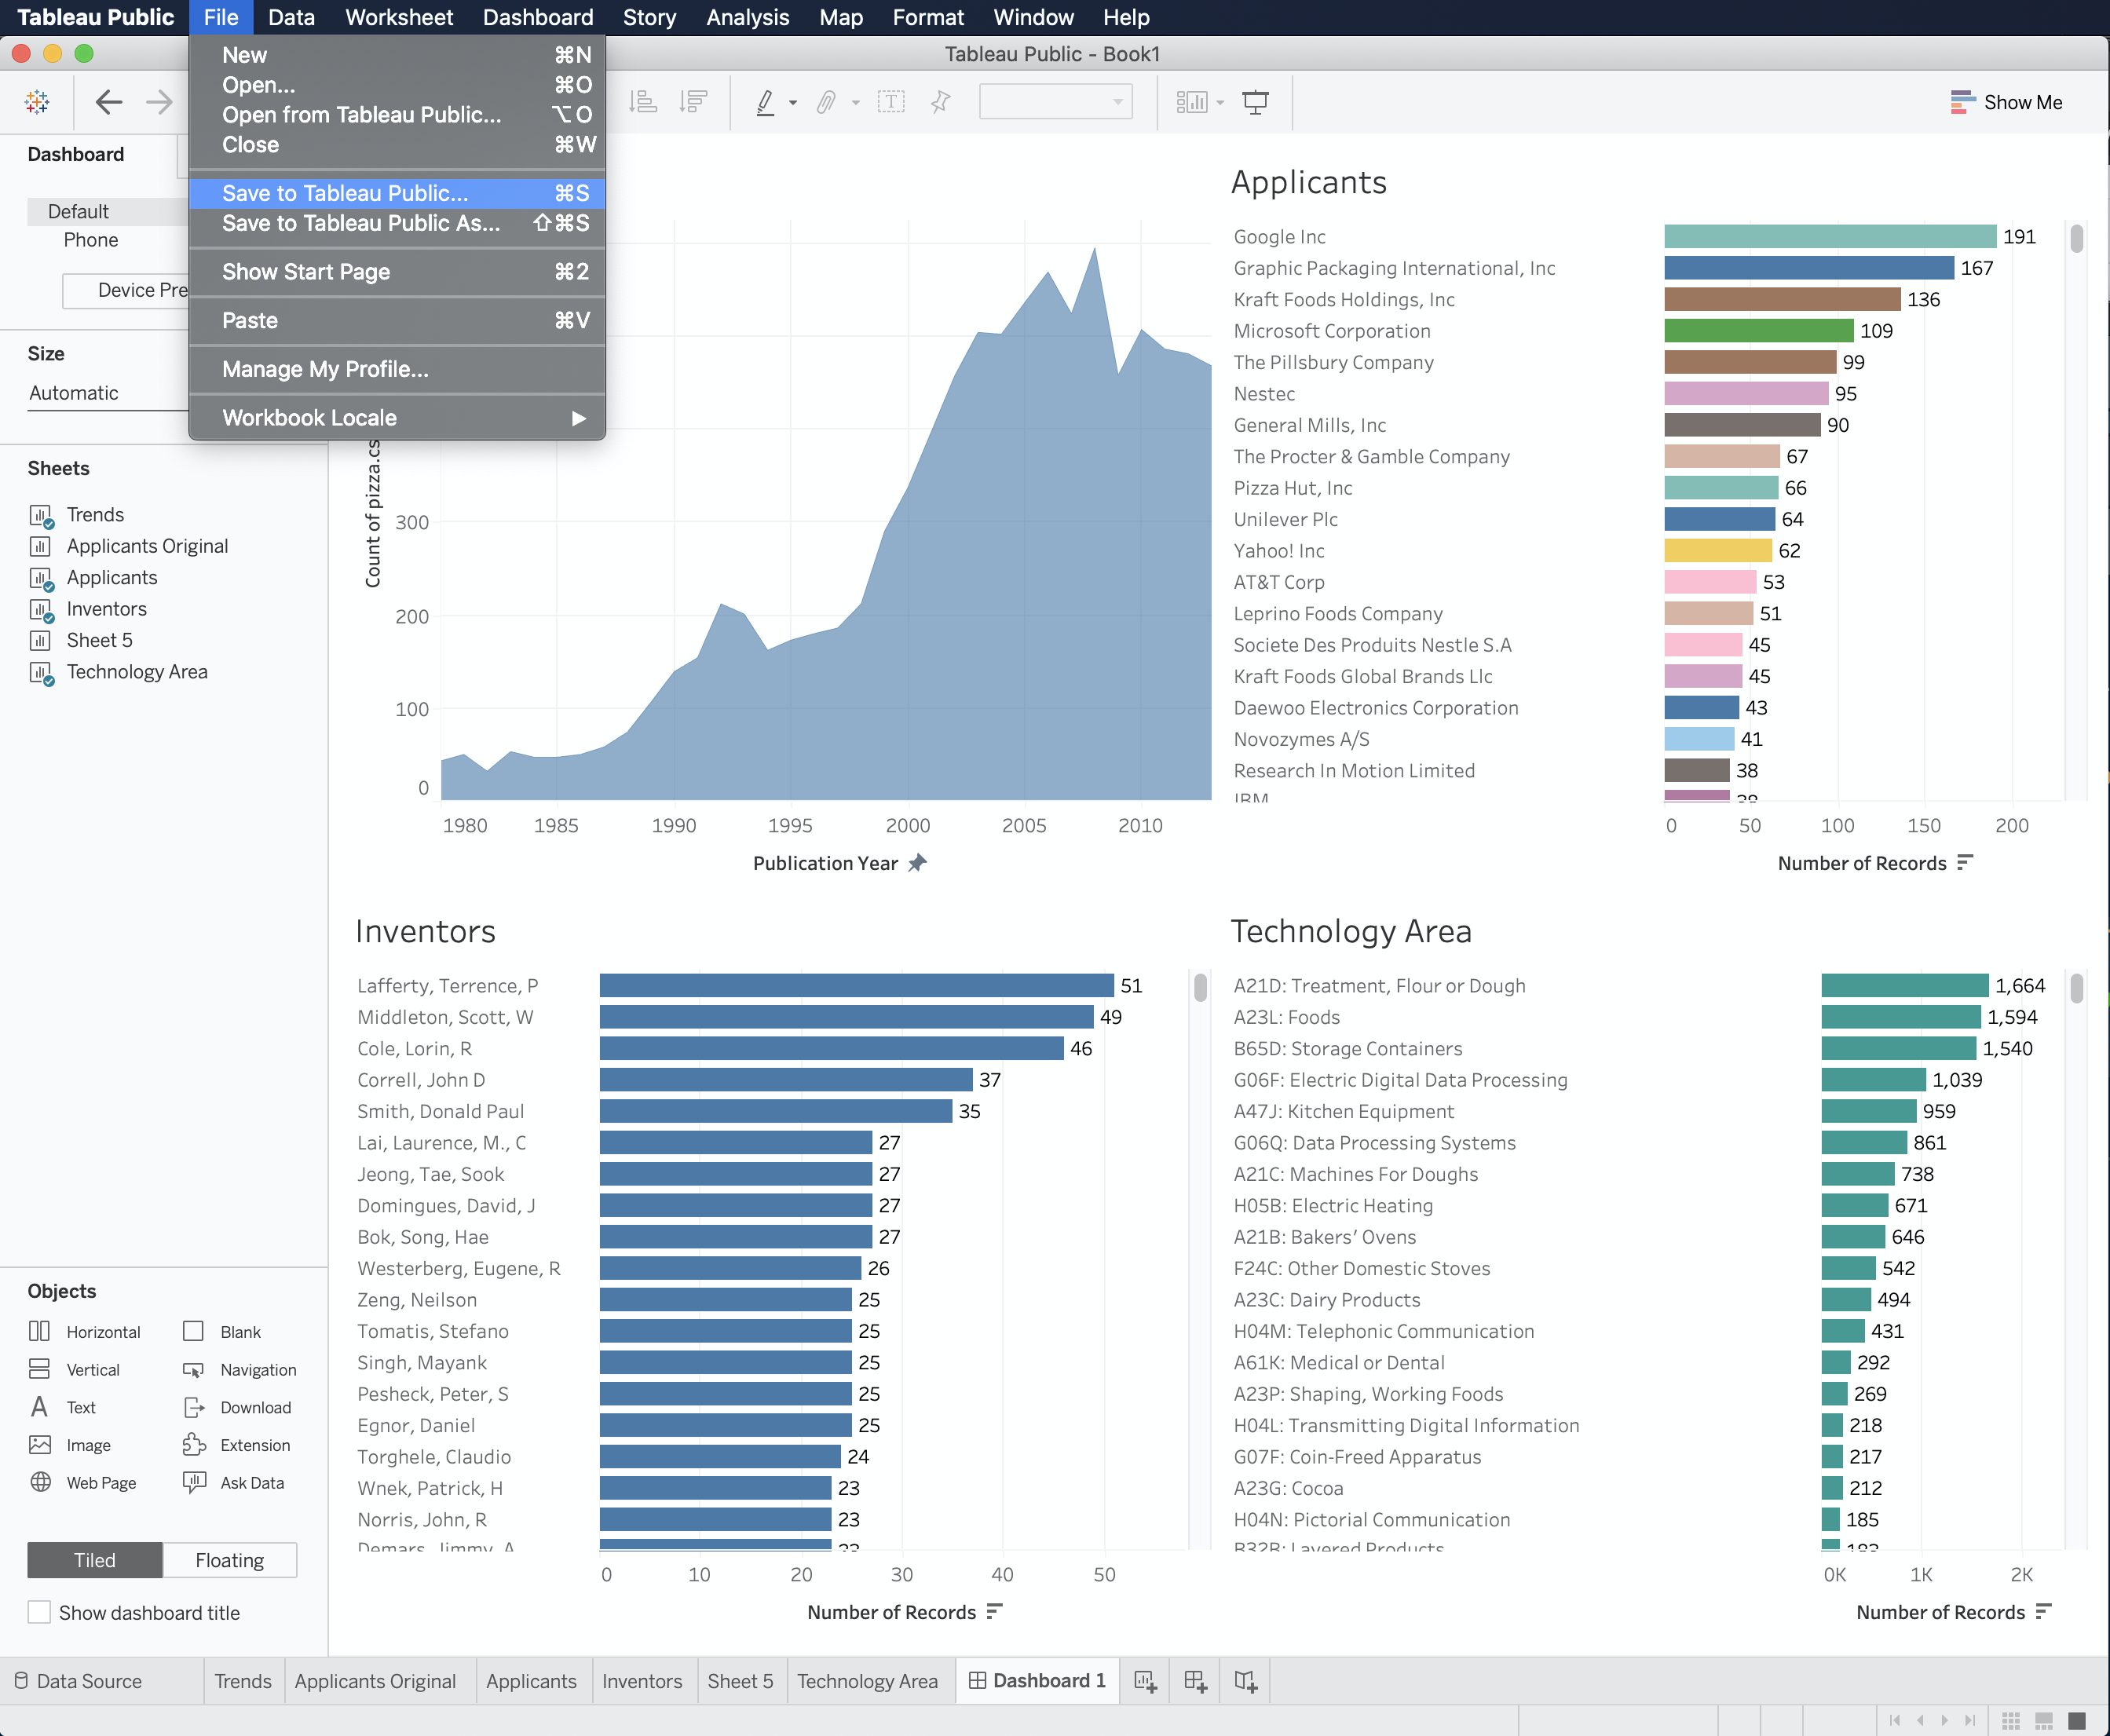 Tableau Public File Data Worksheet Dashboard Story Analysis Map Format Window Help
Tableau Public - Book1
New ⌘N
Open... ⌘O
Open from Tableau Public... ⌥O
Close ⌘W
Save to Tableau Public... ⌘S
Save to Tableau Public As... ⇧⌘S
Show Start Page ⌘2
Paste ⌘V
Manage My Profile...
Workbook Locale ▶
T
Show Me
Dashboard
Default
Phone
Device Pre
Size
Automatic
Sheets
Trends
Applicants Original
Applicants
Inventors
Sheet 5
Technology Area
Objects
Horizontal Blank
Vertical Navigation
Text Download
Image Extension
Web Page Ask Data
Tiled Floating
Show dashboard title
Count of pizza.cs
300
200
100
0
1980 1985 1990 1995 2000 2005 2010
Publication Year
Applicants
Google Inc 191
Graphic Packaging International, Inc 167
Kraft Foods Holdings, Inc 136
Microsoft Corporation 109
The Pillsbury Company 99
Nestec 95
General Mills, Inc 90
The Procter & Gamble Company 67
Pizza Hut, Inc 66
Unilever Plc 64
Yahoo! Inc 62
AT&T Corp 53
Leprino Foods Company 51
Societe Des Produits Nestle S.A 45
Kraft Foods Global Brands Llc 45
Daewoo Electronics Corporation 43
Novozymes A/S 41
Research In Motion Limited 38
IBM 38
0 50 100 150 200
Number of Records
Inventors
Lafferty, Terrence, P 51
Middleton, Scott, W 49
Cole, Lorin, R 46
Correll, John D 37
Smith, Donald Paul 35
Lai, Laurence, M., C 27
Jeong, Tae, Sook 27
Domingues, David, J 27
Bok, Song, Hae 27
Westerberg, Eugene, R 26
Zeng, Neilson 25
Tomatis, Stefano 25
Singh, Mayank 25
Pesheck, Peter, S 25
Egnor, Daniel 25
Torghele, Claudio 24
Wnek, Patrick, H 23
Norris, John, R 23
Demars, Jimmy, A 23
0 10 20 30 40 50
Number of Records
Technology Area
A21D: Treatment, Flour or Dough 1,664
A23L: Foods 1,594
B65D: Storage Containers 1,540
G06F: Electric Digital Data Processing 1,039
A47J: Kitchen Equipment 959
G06Q: Data Processing Systems 861
A21C: Machines For Doughs 738
H05B: Electric Heating 671
A21B: Bakers’ Ovens 646
F24C: Other Domestic Stoves 542
A23C: Dairy Products 494
H04M: Telephonic Communication 431
A61K: Medical or Dental 292
A23P: Shaping, Working Foods 269
H04L: Transmitting Digital Information 218
G07F: Coin-Freed Apparatus 217
A23G: Cocoa 212
H04N: Pictorial Communication 185
B32B: Layered Products 183
0K 1K 2K
Number of Records
Data Source Trends Applicants Original Applicants Inventors Sheet 5 Technology Area Dashboard 1